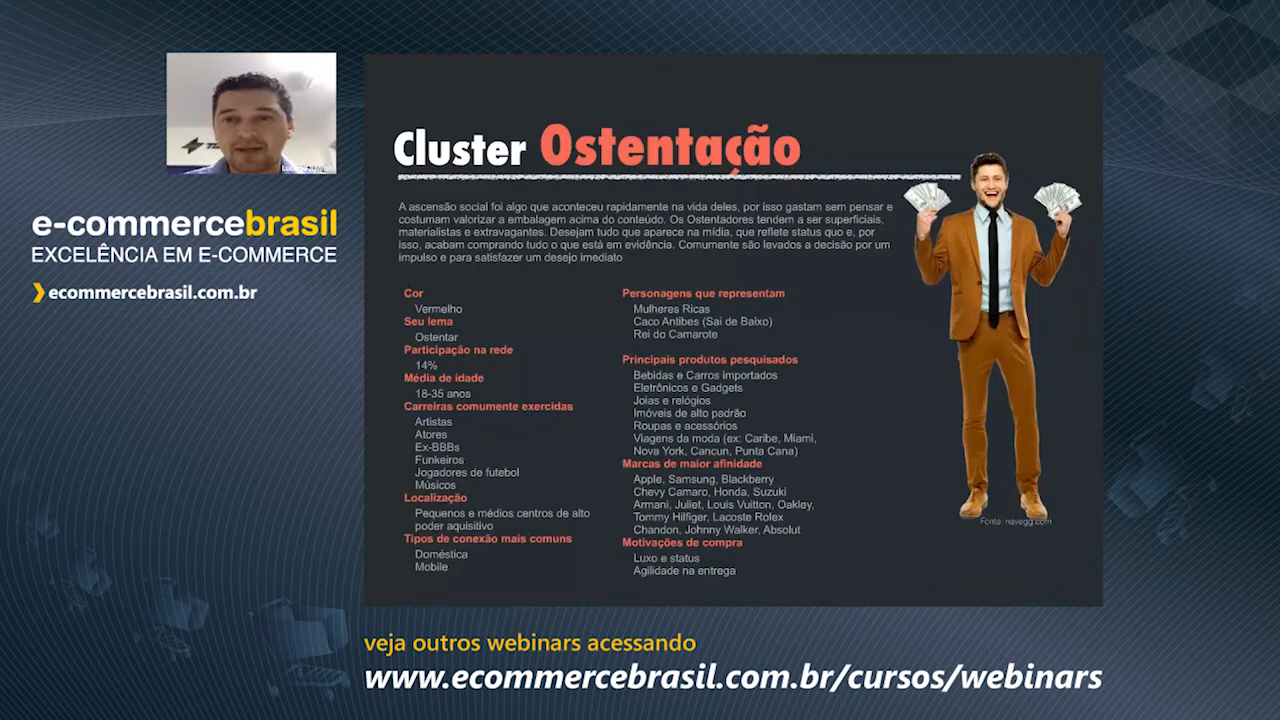 e-commercebrasil
EXCELÊNCIA EM E-COMMERCE
ecommercebrasil.com.br
Cluster Ostentação
A ascensão social foi algo que aconteceu rapidamente na vida deles, por isso gastam sem pensar e
costumam valorizar a embalagem acima do conteúdo. Os Ostentadores tendem a ser superficiais,
materialistas e extravagantes. Desejam tudo que aparece na mídia, que reflete status quo e, por
isso, acabam comprando tudo o que está em evidência. Comumente são levados a decisão por um
impulso e para satisfazer um desejo imediato
Cor
Vermelho
Seu lema
Ostentar
Participação na rede
14%
Média de idade
18-35 anos
Carreiras comumente exercidas
Artistas
Atores
Ex-BBBs
Funkeiros
Jogadores de futebol
Músicos
Localização
Pequenos e médios centros de alto
poder aquisitivo
Tipos de conexão mais comuns
Doméstica
Mobile
Personagens que representam
Mulheres Ricas
Caco Antibes (Sai de Baixo)
Rei do Camarote
Principais produtos pesquisados
Bebidas e Carros importados
Eletrônicos e Gadgets
Joias e relógios
Imóveis de alto padrão
Roupas e acessórios
Viagens da moda (ex: Caribe, Miami,
Nova York, Cancun, Punta Cana)
Marcas de maior afinidade
Apple, Samsung, Blackberry
Chevy Camaro, Honda, Suzuki
Armani, Juliet, Louis Vuitton, Oakley,
Tommy Hilfiger, Lacoste Rolex
Chandon, Johnny Walker, Absolut
Motivações de compra
Luxo e status
Agilidade na entrega
Fonte: navegg.com
veja outros webinars acessando
www.ecommercebrasil.com.br/cursos/webinars